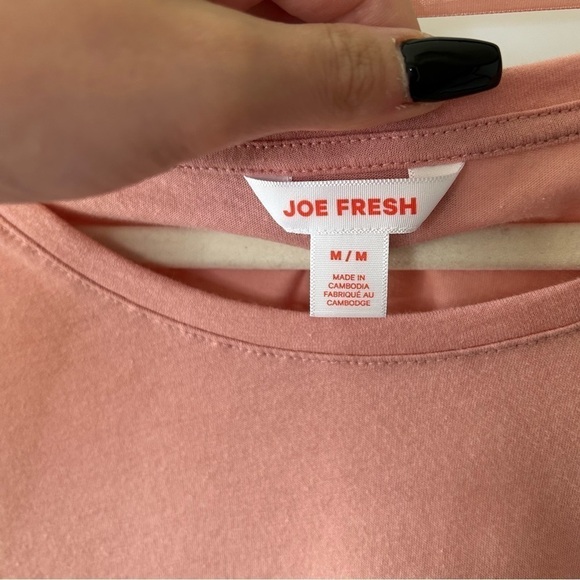 JOE FRESH
M/M
MADE IN
CAMBODIA
FABRIQUÉ AU
CAMBODGE